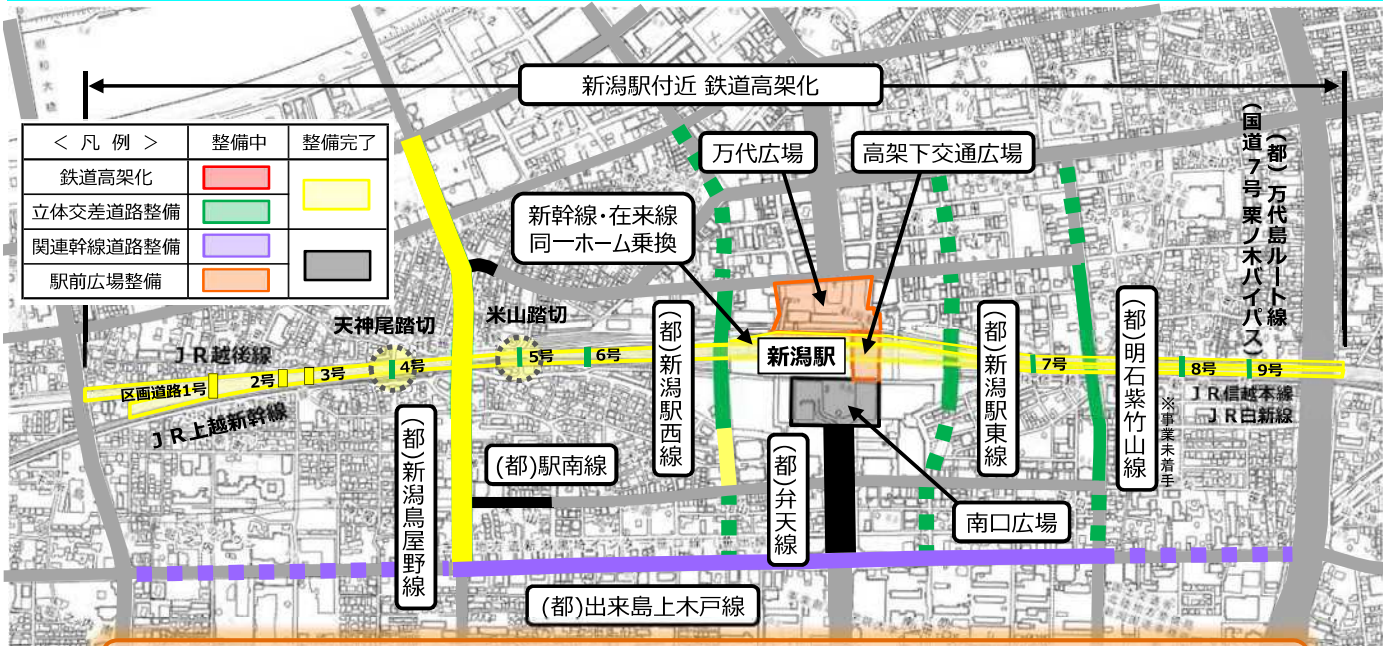 新潟駅付近 鉄道高架化
昭和大橋
＜ 凡 例 ＞ 整備中 整備完了
鉄道高架化
立体交差道路整備
関連幹線道路整備
駅前広場整備
万代広場
高架下交通広場
新幹線・在来線
同一ホーム乗換
(都)万代島ルート線
(国道７号 栗ノ木バイパス)
万代
天神尾踏切
米山踏切
ＪＲ越後線
区画道路1号
2号
3号
4号
5号
6号
新潟駅
7号
8号
9号
ＪＲ上越新幹線
ＪＲ信越本線
ＪＲ白新線
(都)新潟鳥屋野線
(都)駅南線
(都)新潟駅西線
(都)弁天線
(都)新潟駅東線
(都)明石紫竹山線
※事業未着手
南口広場
(都)出来島上木戸線